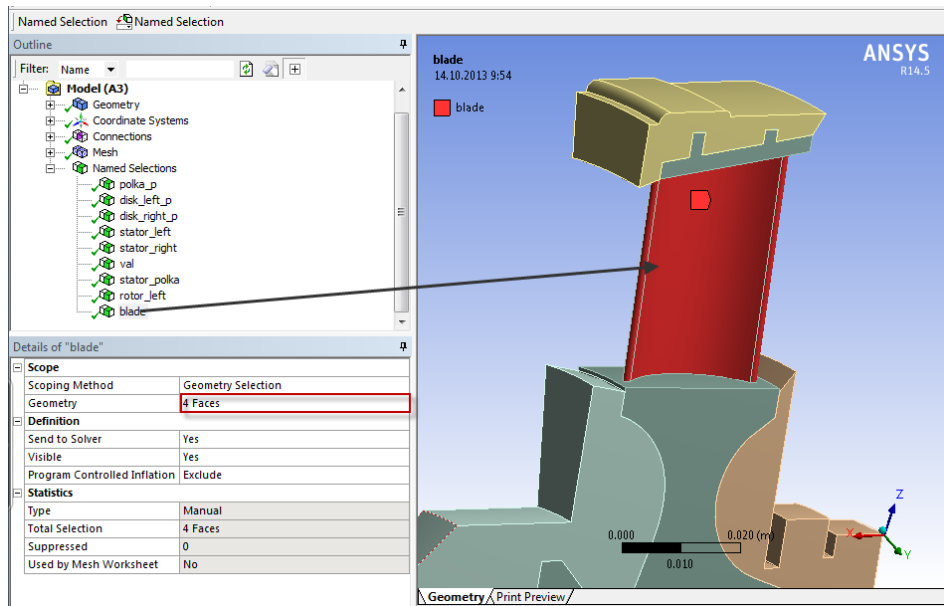 Named Selection Named Selection
Outline
Filter: Name
Model (A3)
Geometry
Coordinate Systems
Connections
Mesh
Named Selections
polka_p
disk_left_p
disk_right_p
stator_left
stator_right
val
stator_polka
rotor_left
blade
Details of "blade"
Scope
Scoping Method Geometry Selection
Geometry 4 Faces
Definition
Send to Solver Yes
Visible Yes
Program Controlled Inflation Exclude
Statistics
Type Manual
Total Selection 4 Faces
Suppressed 0
Used by Mesh Worksheet No
blade
14.10.2013 9:54
blade
ANSYS
R14.5
0.000 0.020 (m)
0.010
Z
X
Y
Geometry Print Preview